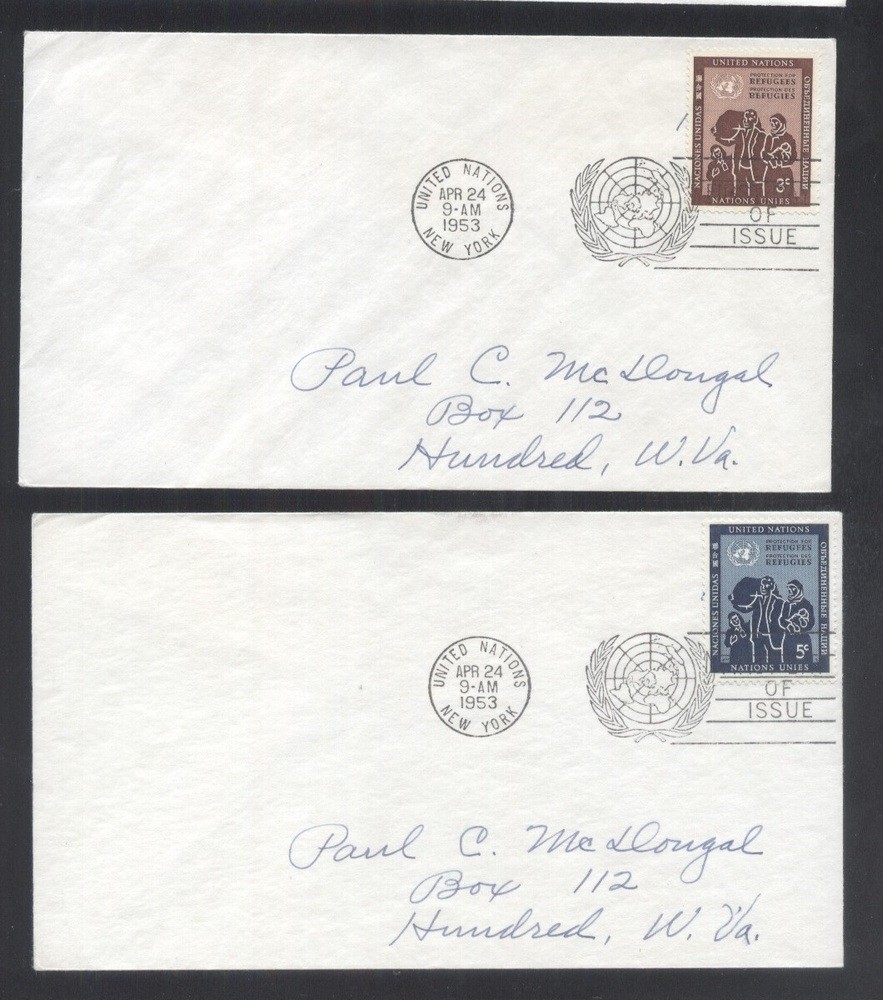 UNITED NATIONS
PROTECTION FOR
REFUGEES
PROTECTION DES
REFUGIES
NACIONES UNIDAS
ОБЪЕДИНЕННЫЕ НАЦИИ
3c
NATIONS UNIES
UNITED NATIONS
APR 24
9-AM
1953
NEW YORK
OF
ISSUE
Paul C. McDougal
Box 112
Hundred, W. Va.
UNITED NATIONS
PROTECTION FOR
REFUGEES
PROTECTION DES
REFUGIES
NACIONES UNIDAS
ОБЪЕДИНЕННЫЕ НАЦИИ
5c
NATIONS UNIES
UNITED NATIONS
APR 24
9-AM
1953
NEW YORK
OF
ISSUE
Paul C. McDougal
Box 112
Hundred, W. Va.